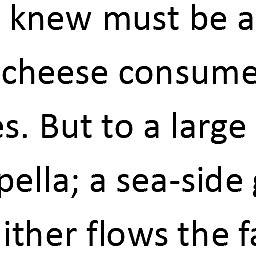 knew must be a
cheese consume
es. But to a large
pella; a sea-side
ither flows the fa